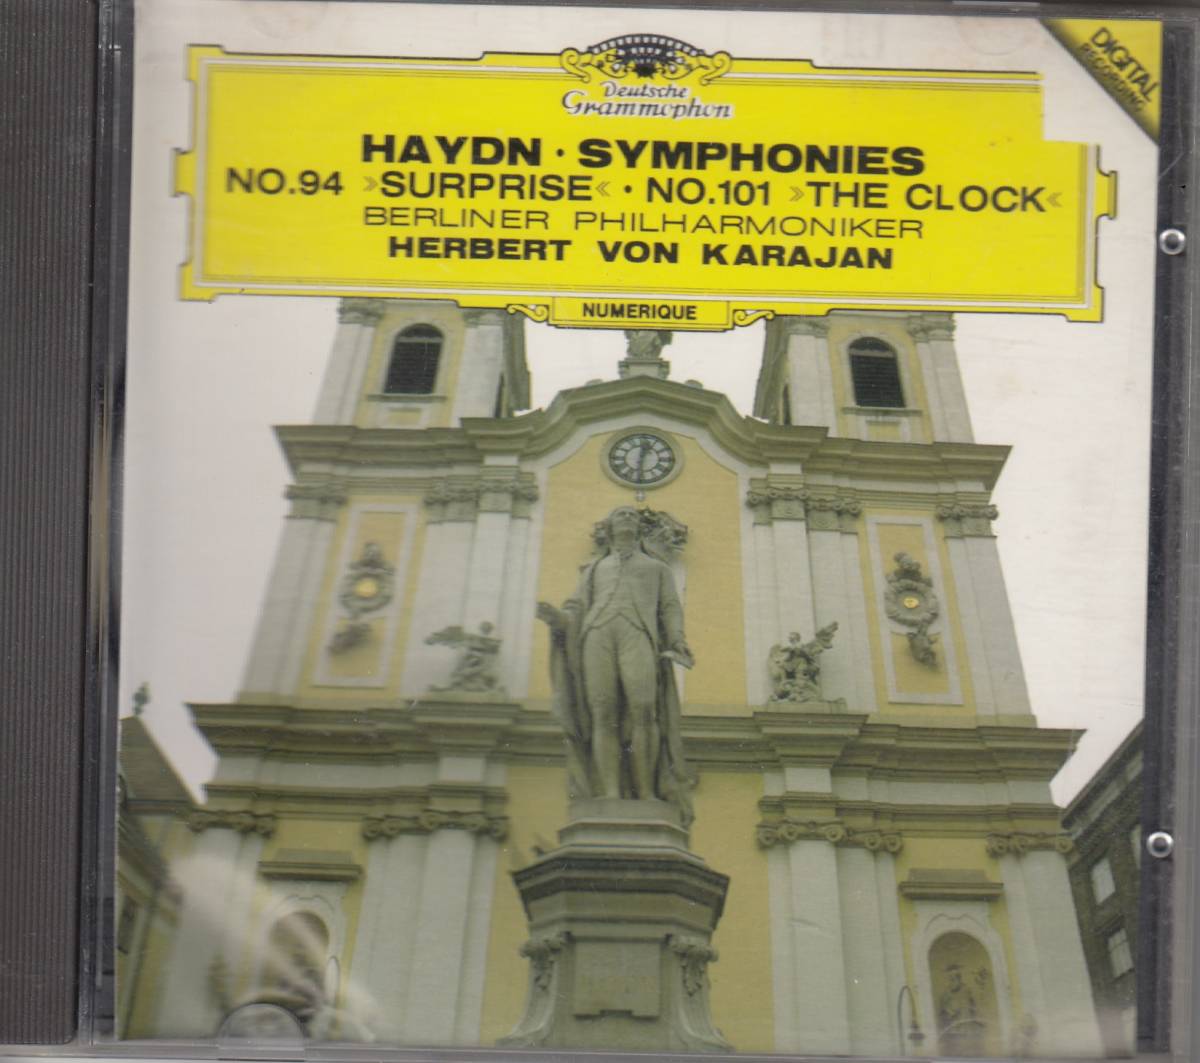 DIGITAL
RECORDING
Deutsche
Grammophon
HAYDN · SYMPHONIES
NO.94 »SURPRISE« · NO.101 »THE CLOCK«
BERLINER PHILHARMONIKER
HERBERT VON KARAJAN
NUMERIQUE